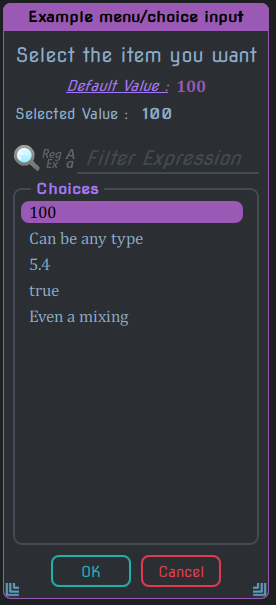 Example menu/choice input
Select the item you want
Default Value : 100
Selected Value : 100
Reg Ex A a Filter Expression
Choices
100
Can be any type
5.4
true
Even a mixing
OK Cancel